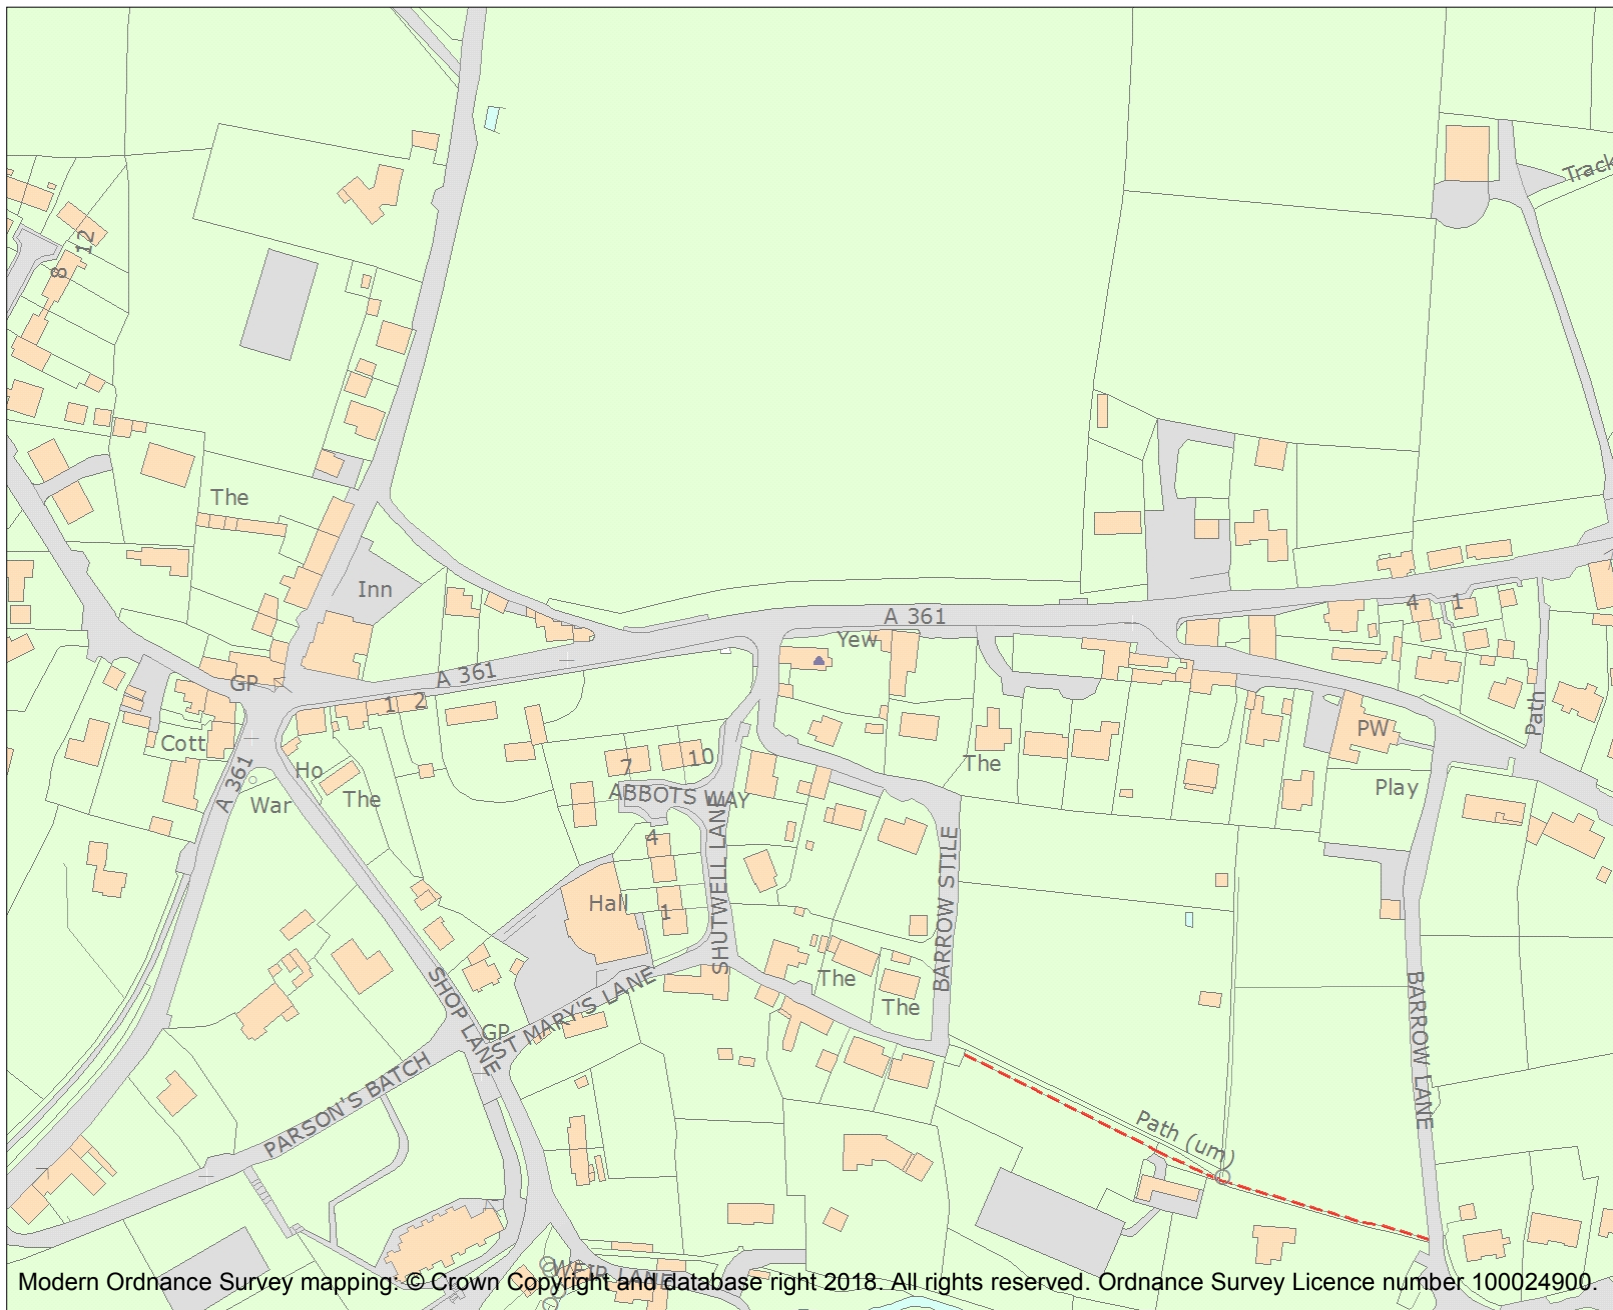 Track
12
8
The
Inn
A 361
Yew
4
1
A 361
GP
1
2
Path
PW
Cott
Ho
The
7
10
The
A 361
War
ABBOTS WAY
Play
4
SHUTWELL LANE
BARROW STILE
Hall
1
SHOP LANE
The
The
ST MARY'S LANE
GP
BARROW LANE
PARSON'S BATCH
Path (um)
WEIR LANE
Modern Ordnance Survey mapping: © Crown Copyright and database right 2018. All rights reserved. Ordnance Survey Licence number 100024900.